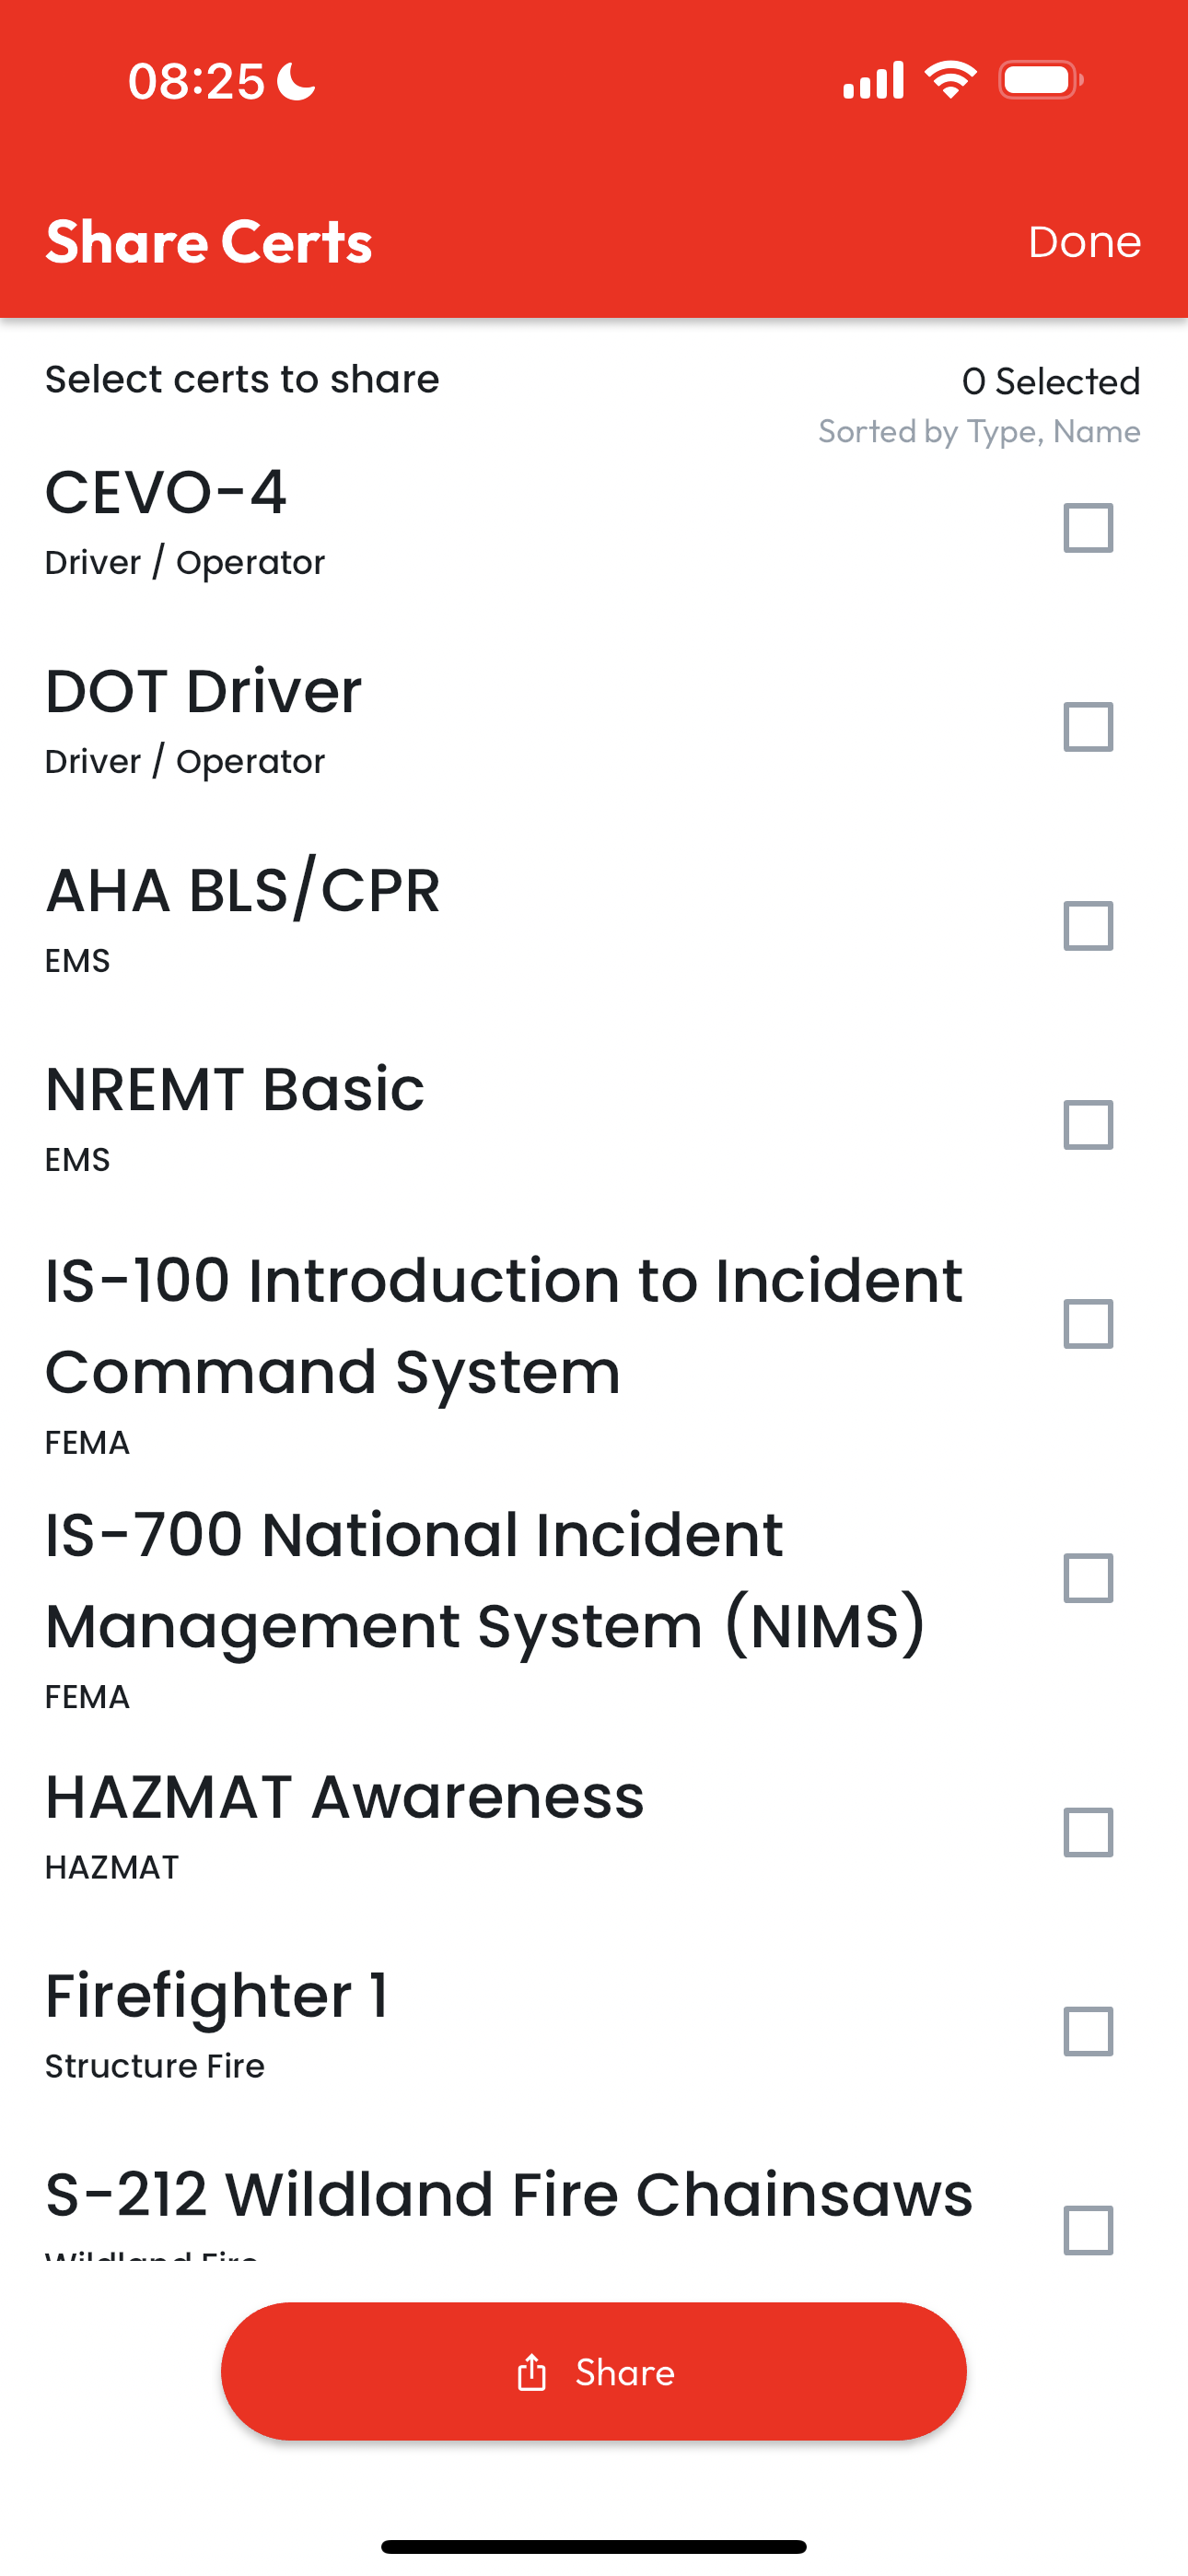 08:25
Share Certs
Done
Select certs to share
0 Selected
Sorted by Type, Name
CEVO-4
Driver / Operator
DOT Driver
Driver / Operator
AHA BLS/CPR
EMS
NREMT Basic
EMS
IS-100 Introduction to Incident
Command System
FEMA
IS-700 National Incident
Management System (NIMS)
FEMA
HAZMAT Awareness
HAZMAT
Firefighter 1
Structure Fire
S-212 Wildland Fire Chainsaws
Wildland Fire
Share